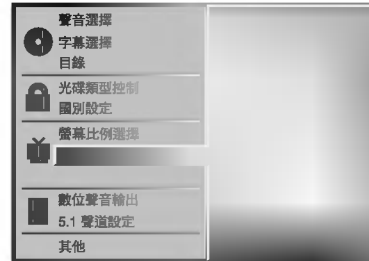 聲音選擇
字幕選擇
目錄
光碟類型控制
國別設定
螢幕比例選擇
數位聲音輸出
5.1 聲道設定
其他